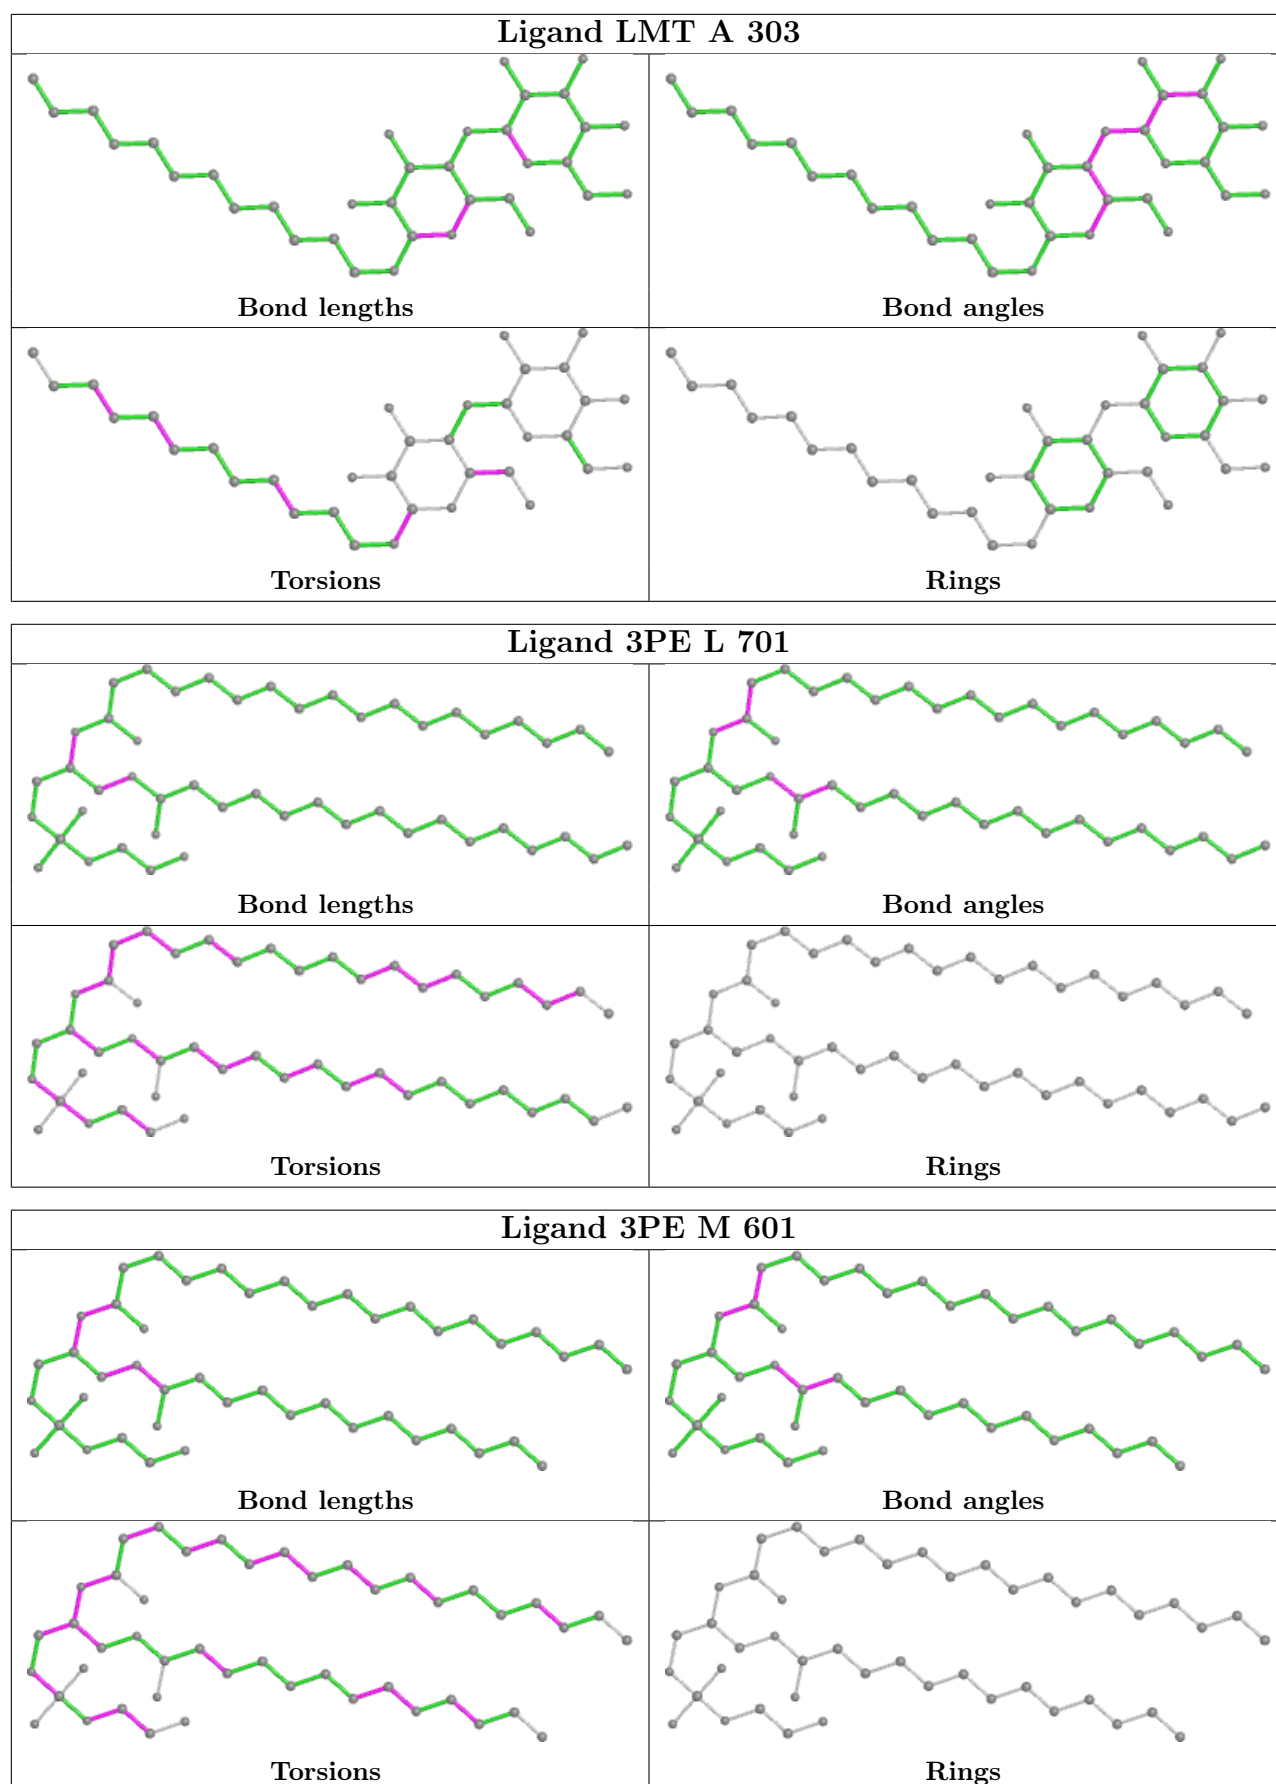 Ligand LMT A 303
Bond lengths
Bond angles
Torsions
Rings
Ligand 3PE L 701
Bond lengths
Bond angles
Torsions
Rings
Ligand 3PE M 601
Bond lengths
Bond angles
Torsions
Rings